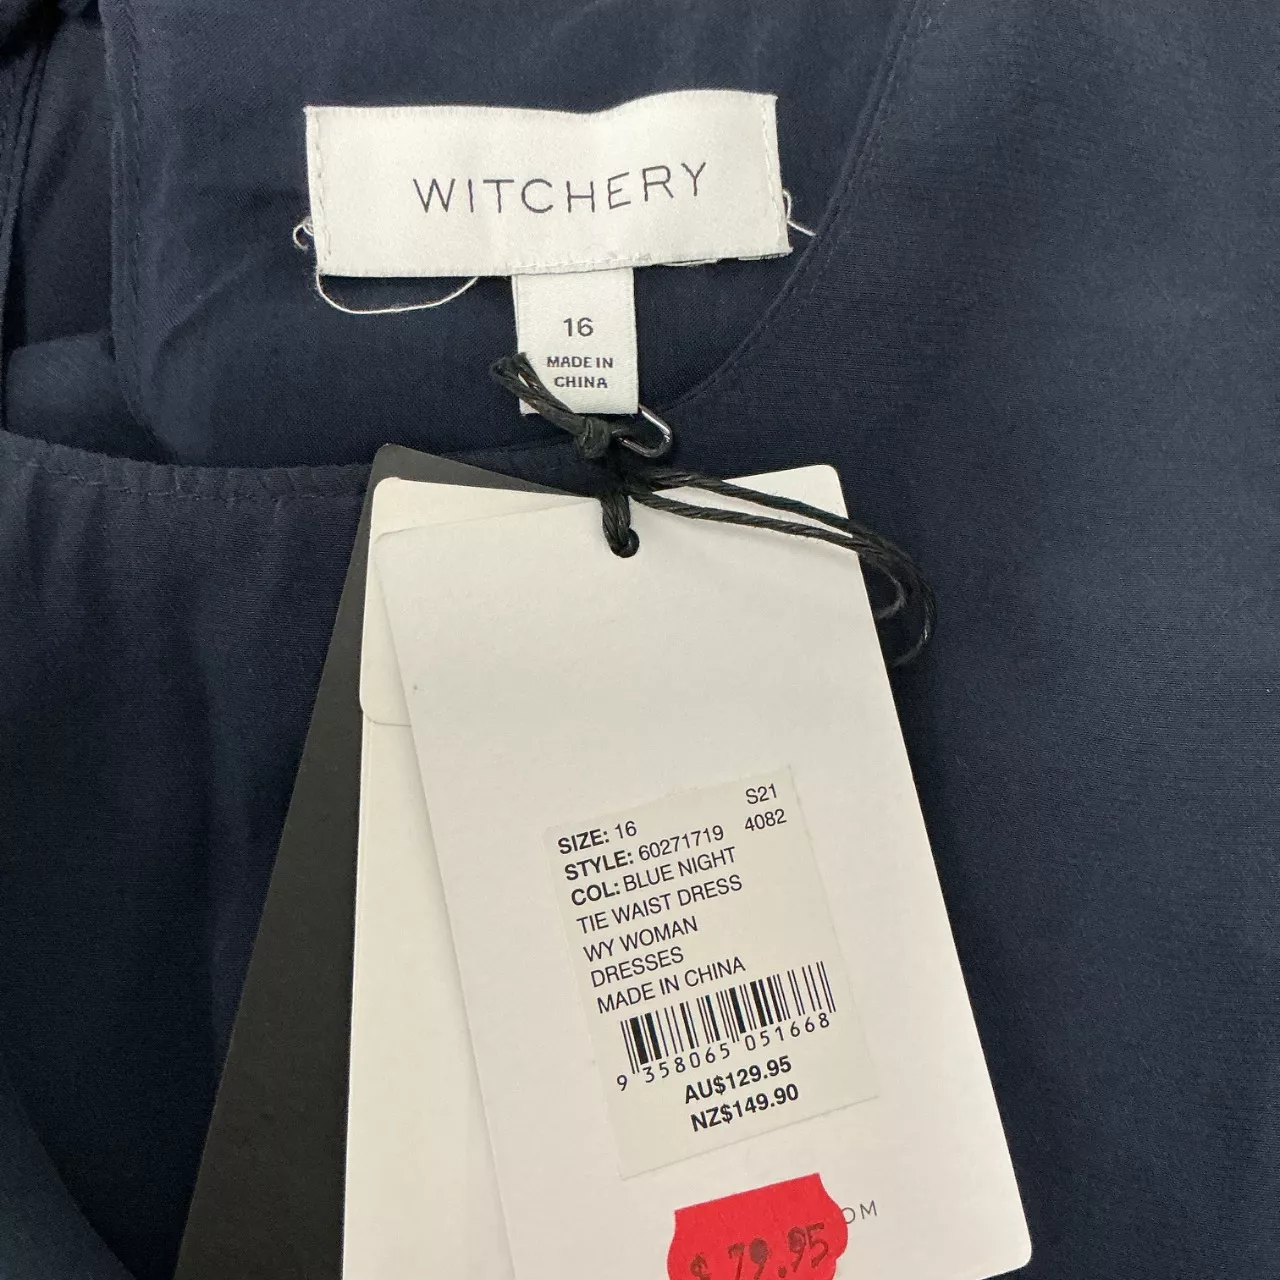 WITCHERY
16
MADE IN
CHINA
S21
SIZE: 16
4082
STYLE: 60271719
COL: BLUE NIGHT
TIE WAIST DRESS
WY WOMAN
DRESSES
MADE IN CHINA
9 358065 051668
AU$129.95
NZ$149.90
OM
$ 79.95